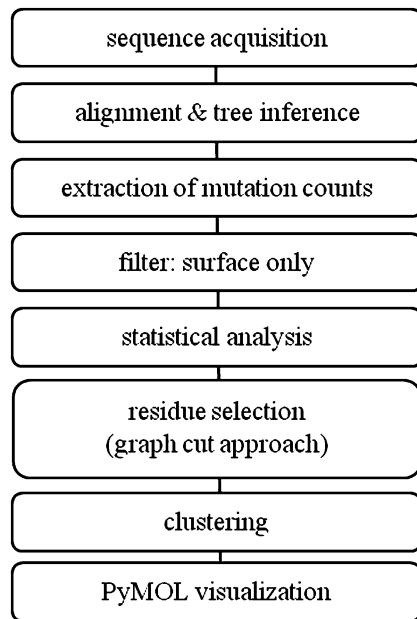 sequence acquisition
alignment & tree inference
extraction of mutation counts
filter: surface only
statistical analysis
residue selection
(graph cut approach)
clustering
PyMOL visualization